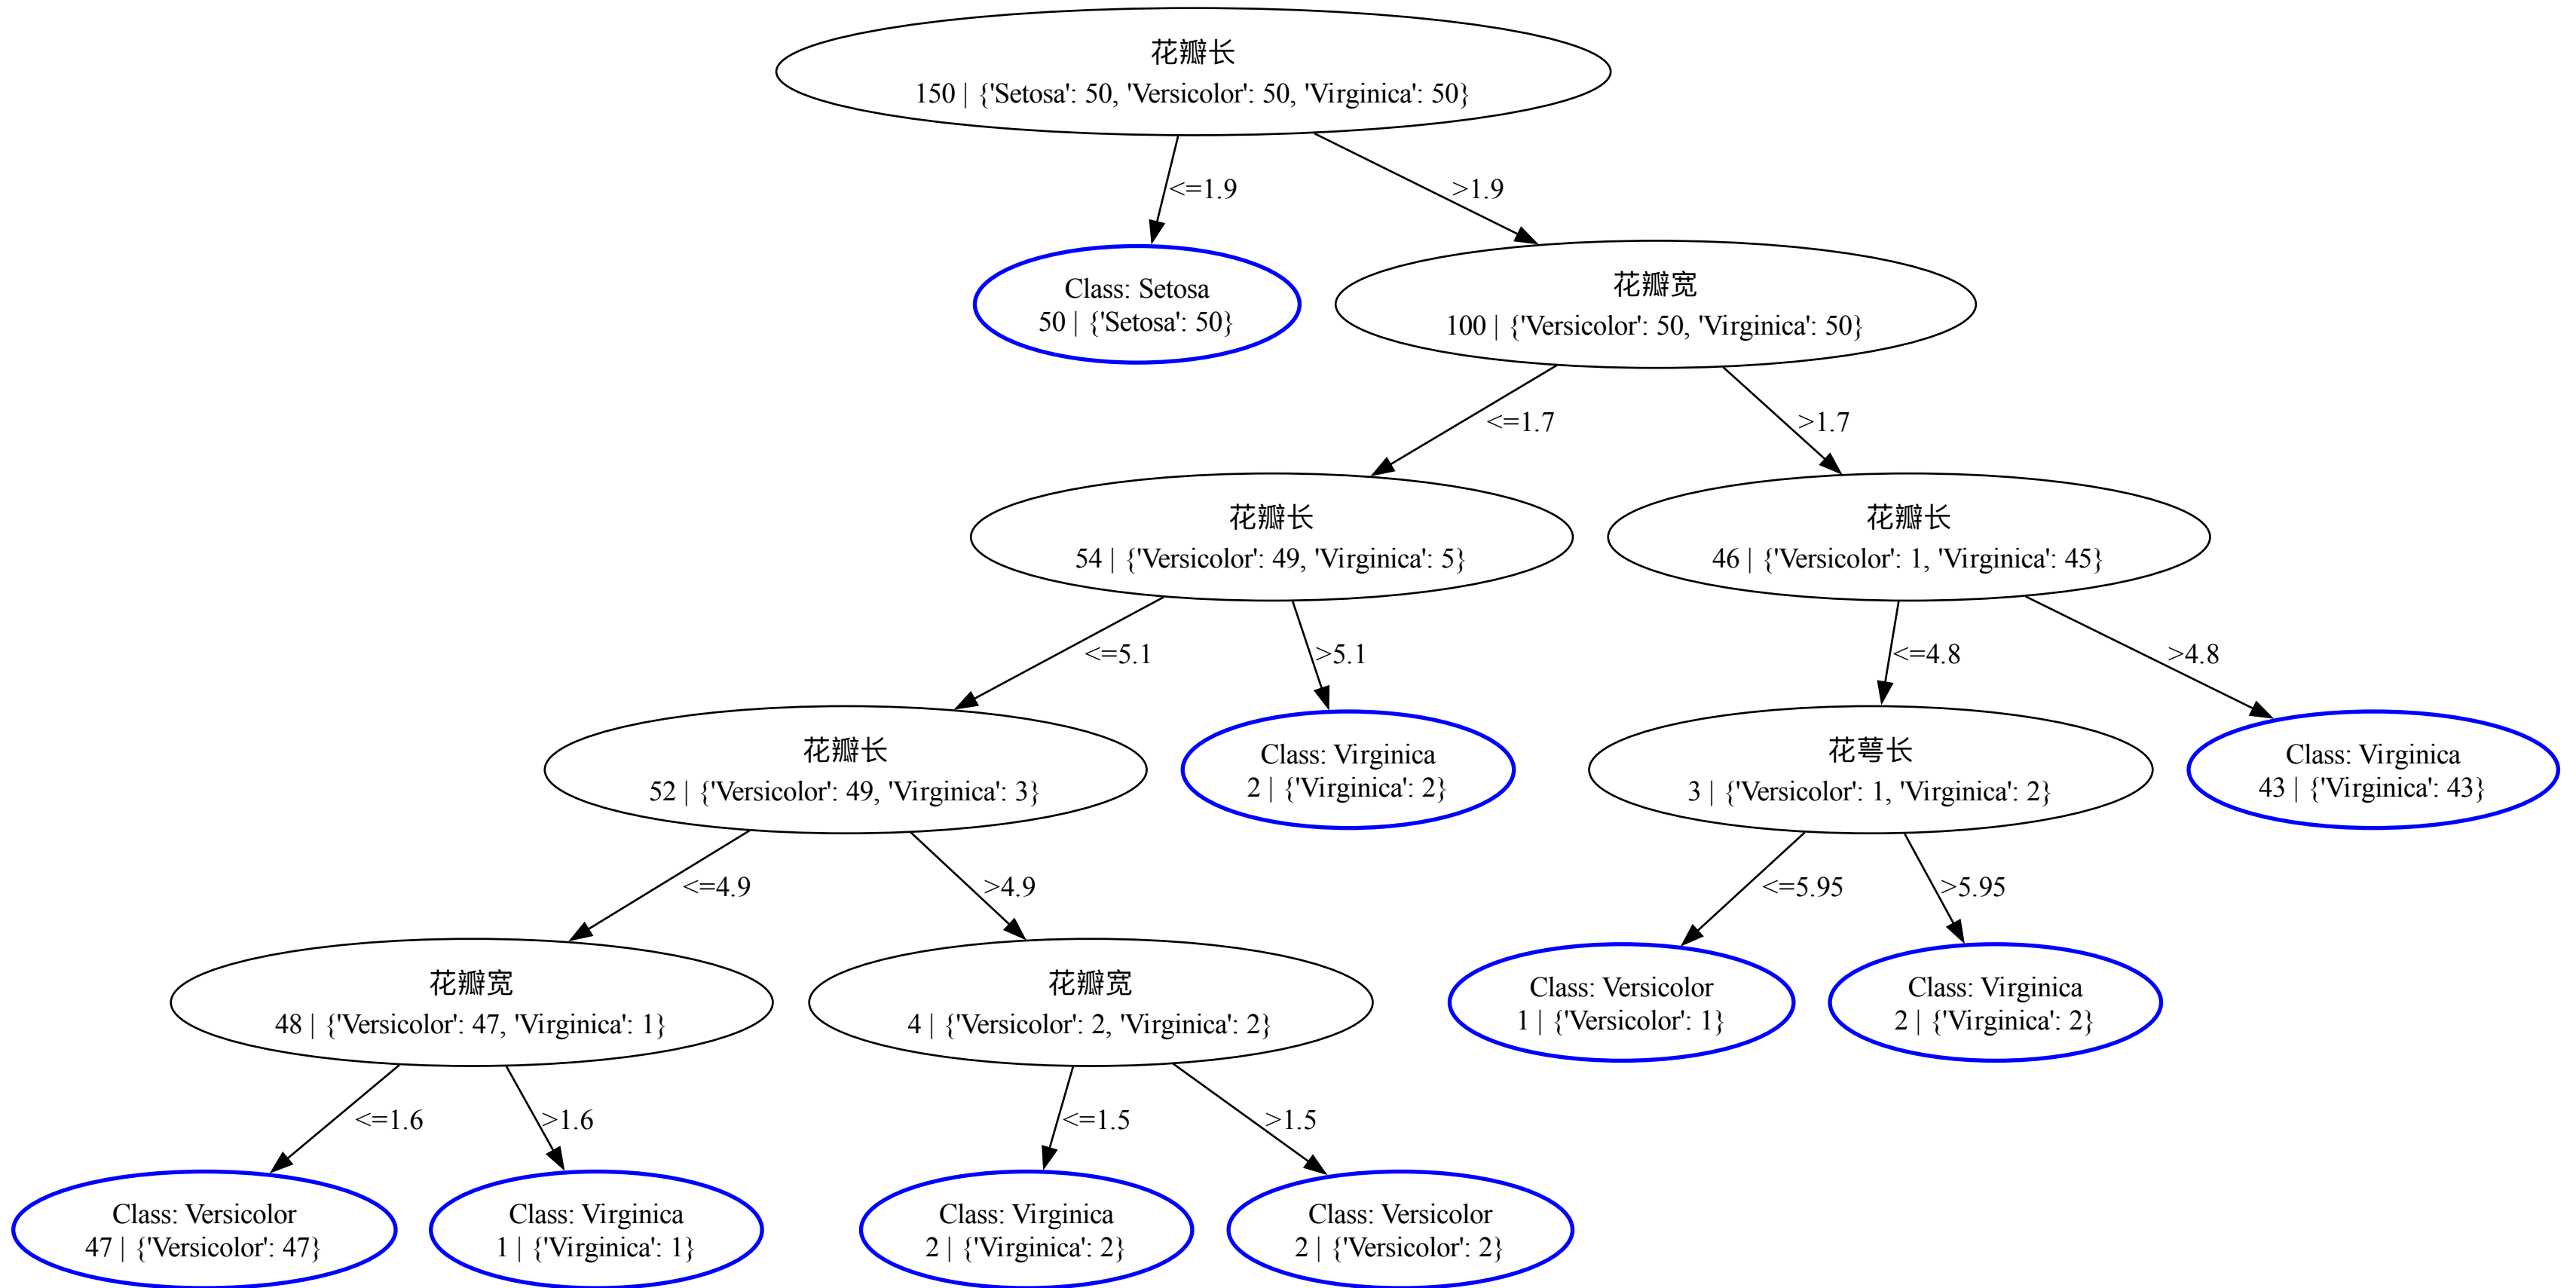 花瓣长
150 | {'Setosa': 50, 'Versicolor': 50, 'Virginica': 50}
<=1.9
>1.9
Class: Setosa
50 | {'Setosa': 50}
花瓣宽
100 | {'Versicolor': 50, 'Virginica': 50}
<=1.7
>1.7
花瓣长
54 | {'Versicolor': 49, 'Virginica': 5}
花瓣长
46 | {'Versicolor': 1, 'Virginica': 45}
<=5.1
>5.1
<=4.8
>4.8
花瓣长
52 | {'Versicolor': 49, 'Virginica': 3}
Class: Virginica
2 | {'Virginica': 2}
花萼长
3 | {'Versicolor': 1, 'Virginica': 2}
Class: Virginica
43 | {'Virginica': 43}
<=4.9
>4.9
<=5.95
>5.95
花瓣宽
48 | {'Versicolor': 47, 'Virginica': 1}
花瓣宽
4 | {'Versicolor': 2, 'Virginica': 2}
Class: Versicolor
1 | {'Versicolor': 1}
Class: Virginica
2 | {'Virginica': 2}
<=1.6
>1.6
<=1.5
>1.5
Class: Versicolor
47 | {'Versicolor': 47}
Class: Virginica
1 | {'Virginica': 1}
Class: Virginica
2 | {'Virginica': 2}
Class: Versicolor
2 | {'Versicolor': 2}